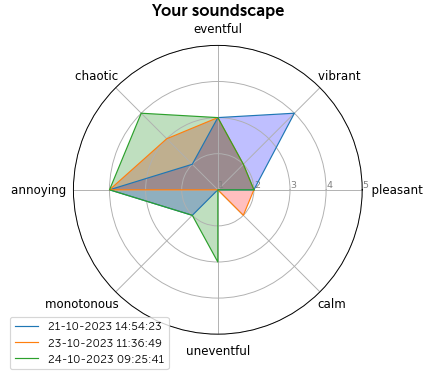 Your soundscape
eventful
chaotic
vibrant
annoying
2 3 4 5
pleasant
monotonous
calm
uneventful
21-10-2023 14:54:23
23-10-2023 11:36:49
24-10-2023 09:25:41